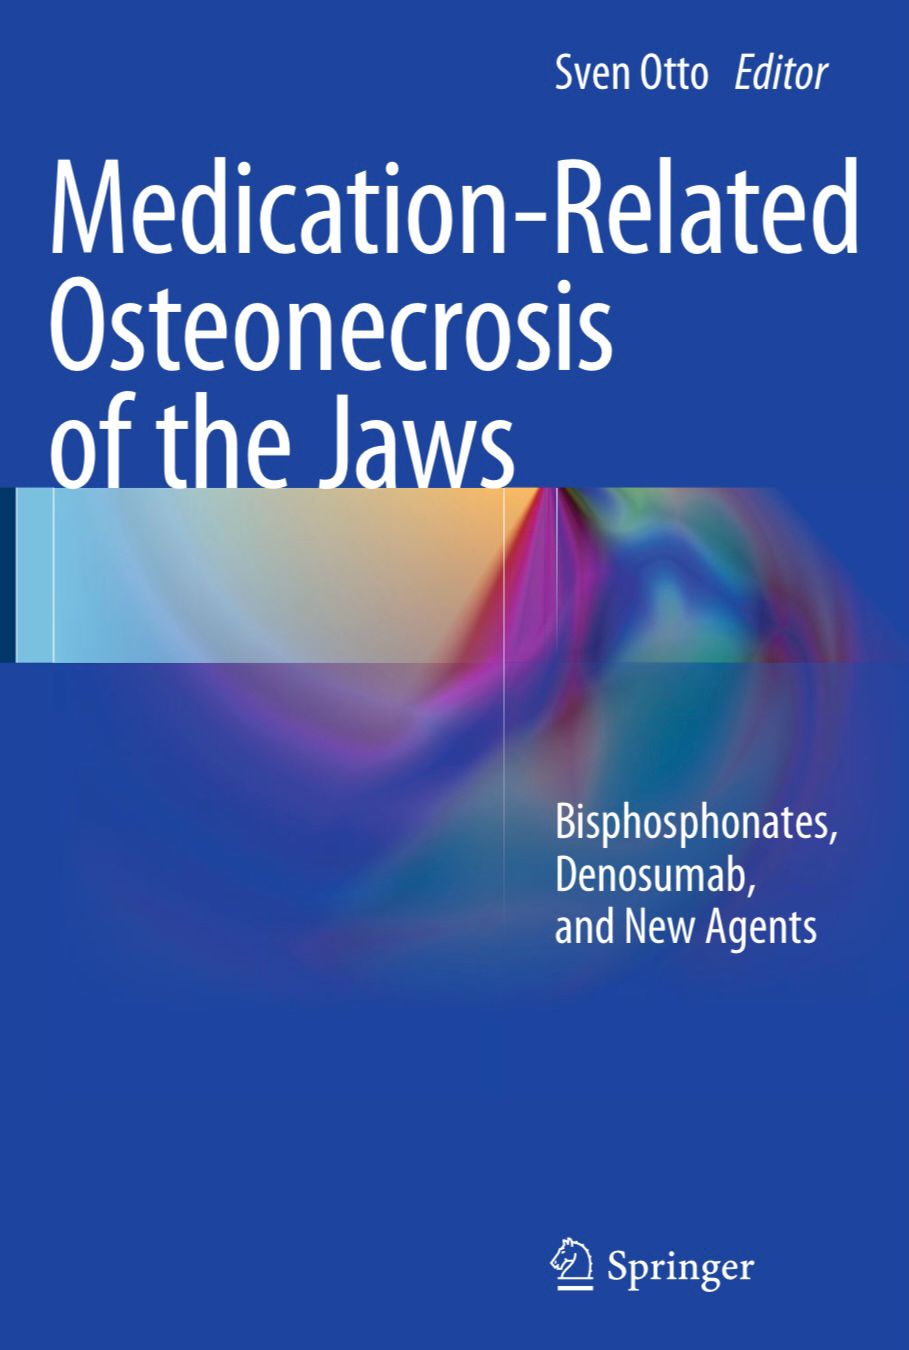 Sven Otto Editor
Medication-Related
Osteonecrosis
of the Jaws
Bisphosphonates,
Denosumab,
and New Agents
Springer